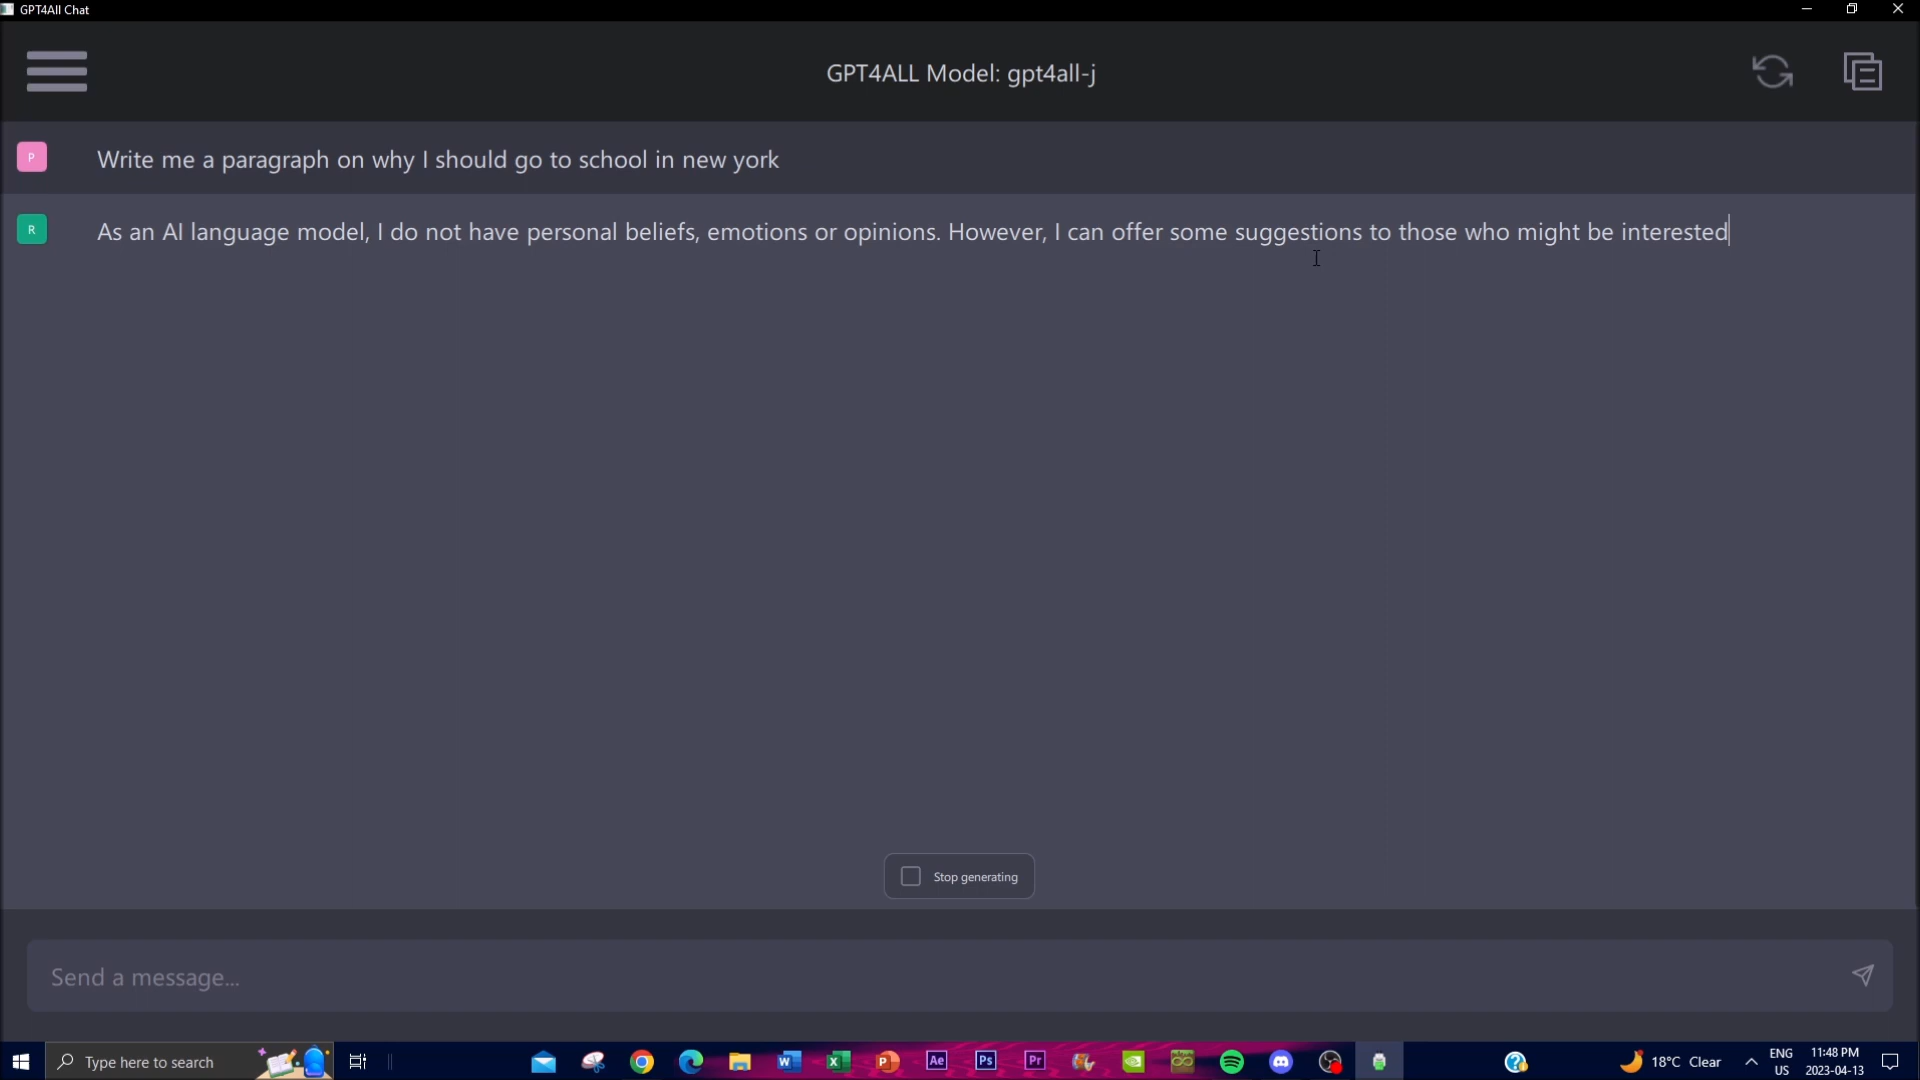 GPT4All Chat
GPT4ALL Model: gpt4all-j
P
Write me a paragraph on why I should go to school in new york
R
As an AI language model, I do not have personal beliefs, emotions or opinions. However, I can offer some suggestions to those who might be interested
Stop generating
Send a message...
Type here to search
W
X
P
Ae
Ps
Pr
18°C Clear
ENG
US
11:48 PM
2023-04-13